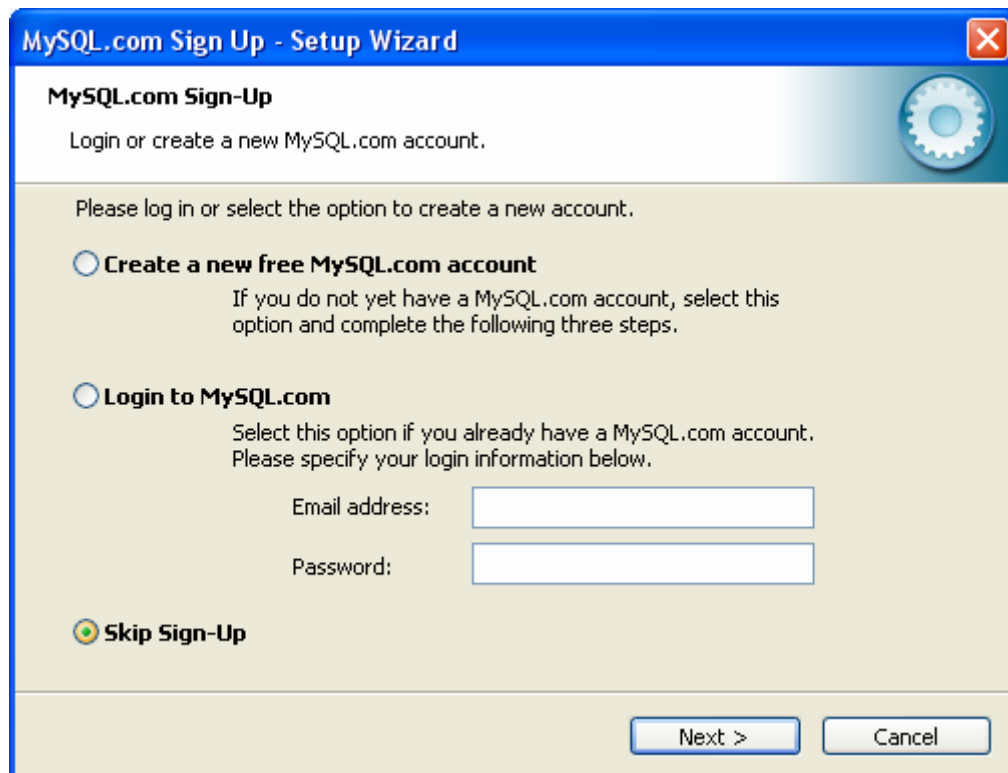 MySQL.com Sign Up - Setup Wizard
MySQL.com Sign-Up
Login or create a new MySQL.com account.
Please log in or select the option to create a new account.
Create a new free MySQL.com account
If you do not yet have a MySQL.com account, select this
option and complete the following three steps.
Login to MySQL.com
Select this option if you already have a MySQL.com account.
Please specify your login information below.
Email address:
Password:
Skip Sign-Up
Next >
Cancel